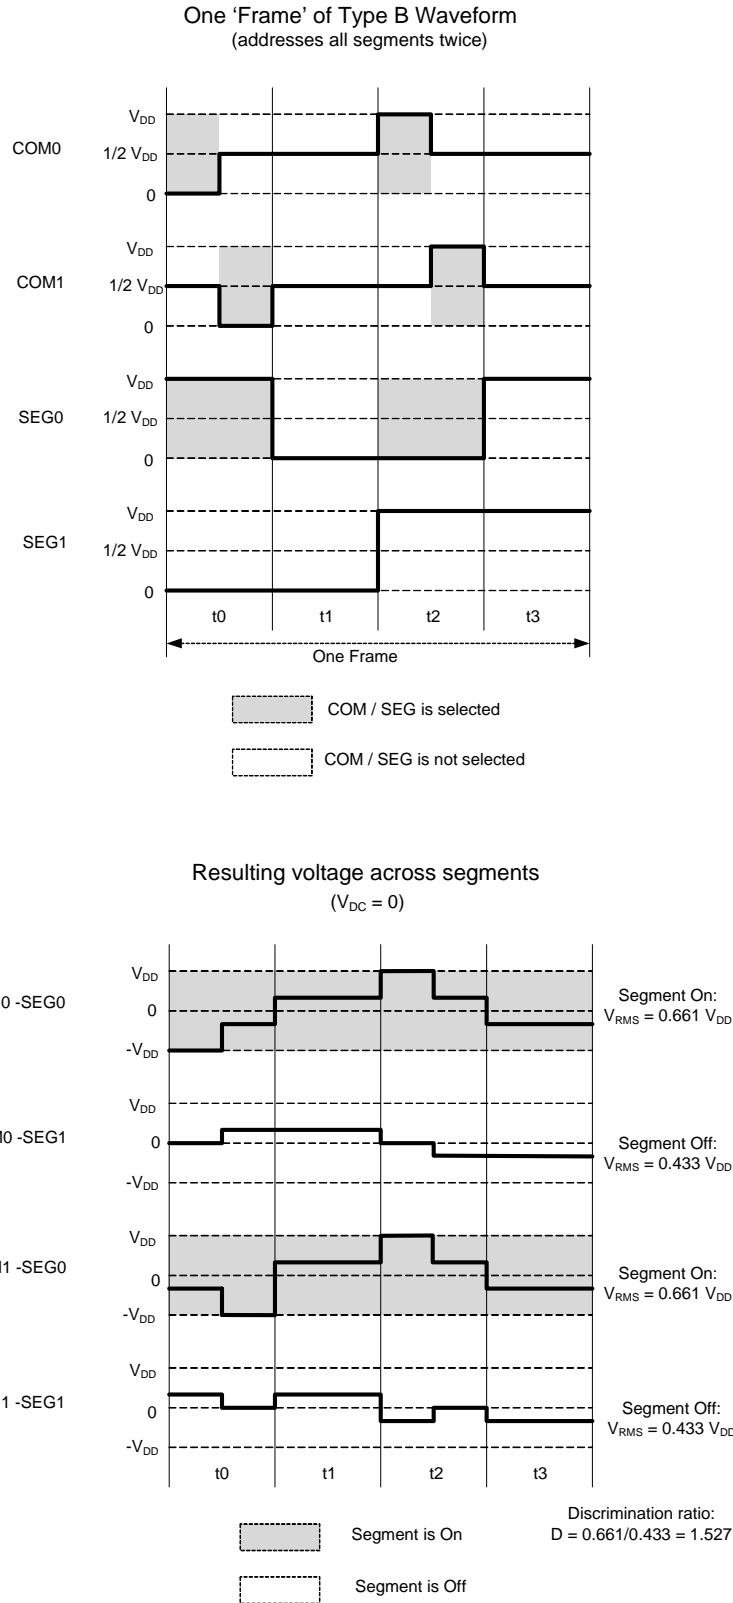 One ‘Frame’ of Type B Waveform
(addresses all segments twice)
COM0
VDD
1/2 VDD
0
COM1
VDD
1/2 VDD
0
SEG0
VDD
1/2 VDD
0
SEG1
VDD
1/2 VDD
0
t0 t1 t2 t3
One Frame
COM / SEG is selected
COM / SEG is not selected
Resulting voltage across segments
(VDC = 0)
0 -SEG0
VDD
0
-VDD
Segment On:
VRMS = 0.661 VDD
0 -SEG1
VDD
0
-VDD
Segment Off:
VRMS = 0.433 VDD
1 -SEG0
VDD
0
-VDD
Segment On:
VRMS = 0.661 VDD
1 -SEG1
VDD
0
-VDD
Segment Off:
VRMS = 0.433 VDD
t0 t1 t2 t3
Discrimination ratio:
D = 0.661/0.433 = 1.527
Segment is On
Segment is Off